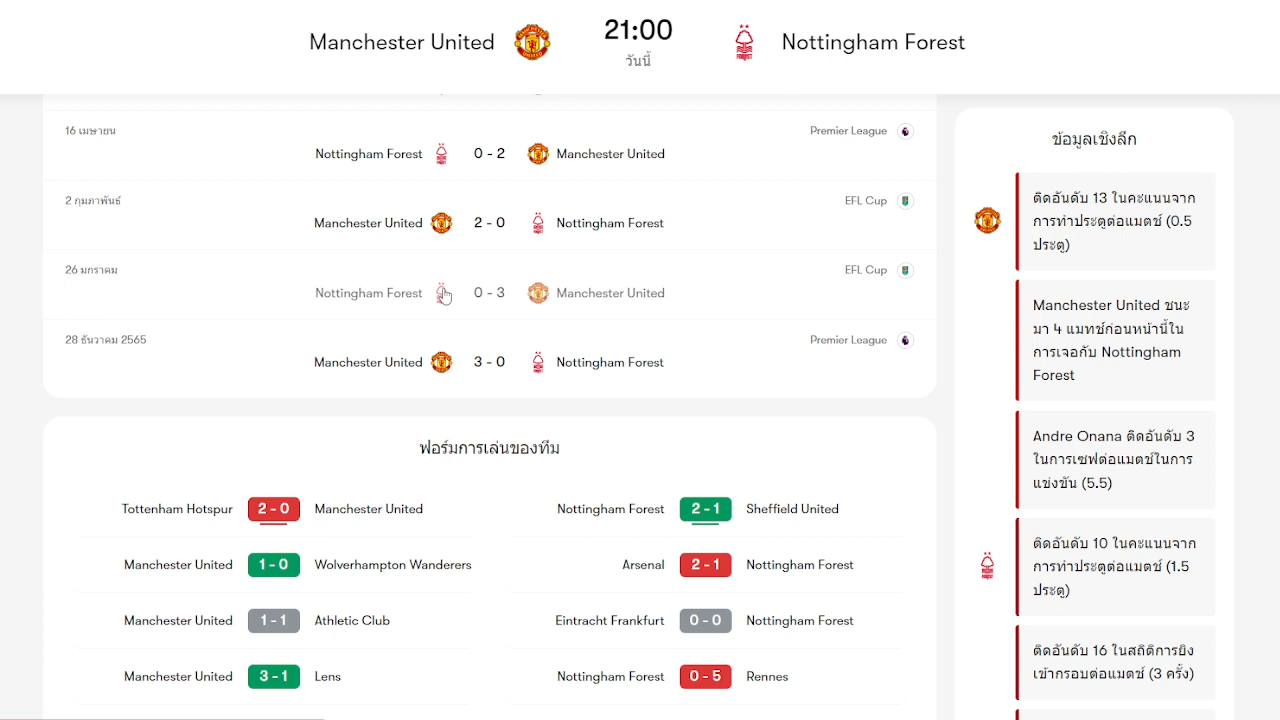 Manchester United 21:00 Nottingham Forest
วันนี้
16 เมษายน Premier League
Nottingham Forest 0 - 2 Manchester United
2 กุมภาพันธ์ EFL Cup
Manchester United 2 - 0 Nottingham Forest
26 มกราคม EFL Cup
Nottingham Forest 0 - 3 Manchester United
28 ธันวาคม 2565 Premier League
Manchester United 3 - 0 Nottingham Forest
ฟอร์มการเล่นของทีม
Tottenham Hotspur 2 - 0 Manchester United
Manchester United 1 - 0 Wolverhampton Wanderers
Manchester United 1 - 1 Athletic Club
Manchester United 3 - 1 Lens
Nottingham Forest 2 - 1 Sheffield United
Arsenal 2 - 1 Nottingham Forest
Eintracht Frankfurt 0 - 0 Nottingham Forest
Nottingham Forest 0 - 5 Rennes
ข้อมูลเชิงลึก
ติดอันดับ 13 ในคะแนนจาก
การทำประตูต่อแมตช์ (0.5
ประตู)
Manchester United ชนะ
มา 4 แมทช์ก่อนหน้านี้ใน
การเจอกับ Nottingham
Forest
Andre Onana ติดอันดับ 3
ในการเซฟต่อแมตช์ในการ
แข่งขัน (5.5)
ติดอันดับ 10 ในคะแนนจาก
การทำประตูต่อแมตช์ (1.5
ประตู)
ติดอันดับ 16 ในสถิติการยิง
เข้ากรอบต่อแมตช์ (3 ครั้ง)